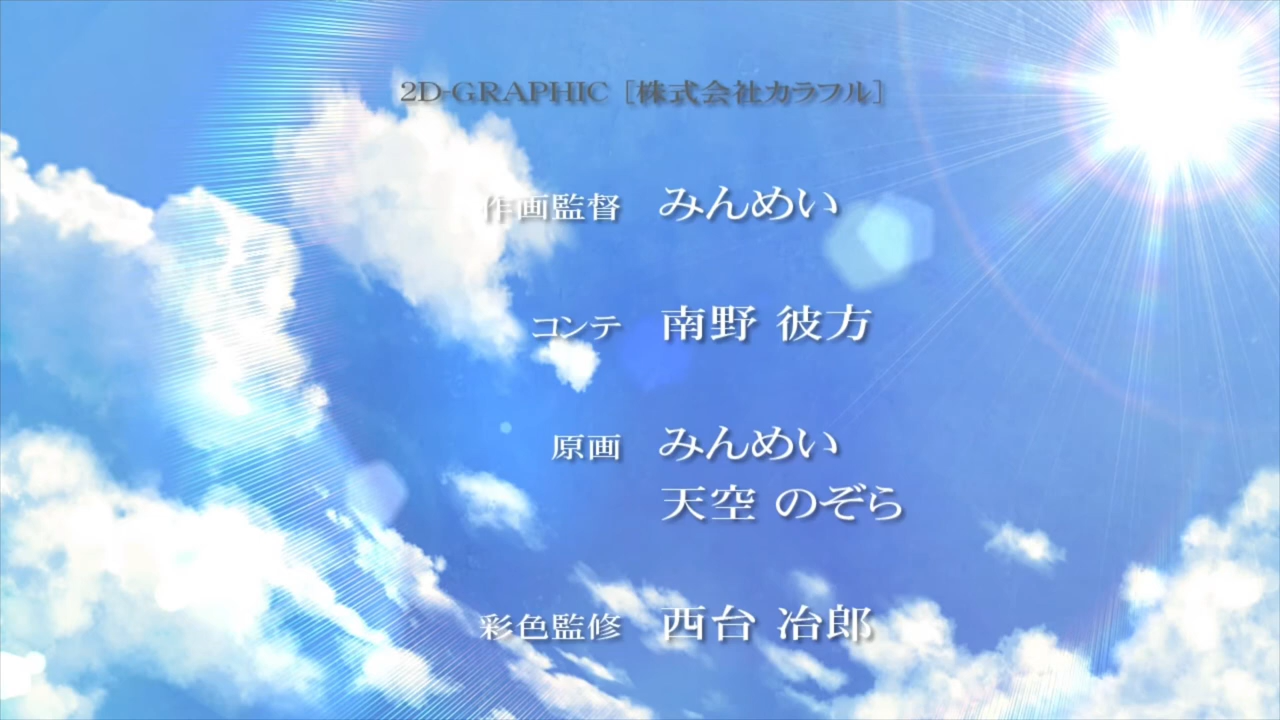 2D-GRAPHIC [株式会社カラフル]
作画監督 みんめい
コンテ 南野 彼方
原画 みんめい
天空 のぞら
彩色監修 西台 冶郎